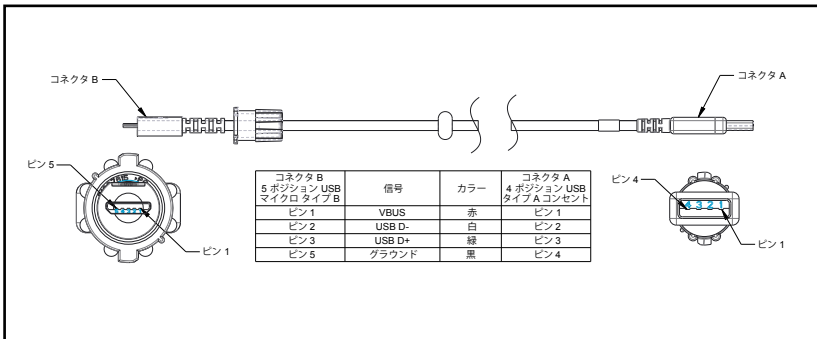 コネクタ B
コネクタ A
ピン 5
ピン 1
コネクタ B
5 ポジション USB
マイクロ タイプ B
信号
カラー
コネクタ A
4 ポジション USB
タイプ A コンセント
ピン 1 VBUS 赤 ピン 1
ピン 2 USB D- 白 ピン 2
ピン 3 USB D+ 緑 ピン 3
ピン 5 グラウンド 黒 ピン 4
ピン 4
4 3 2 1
ピン 1